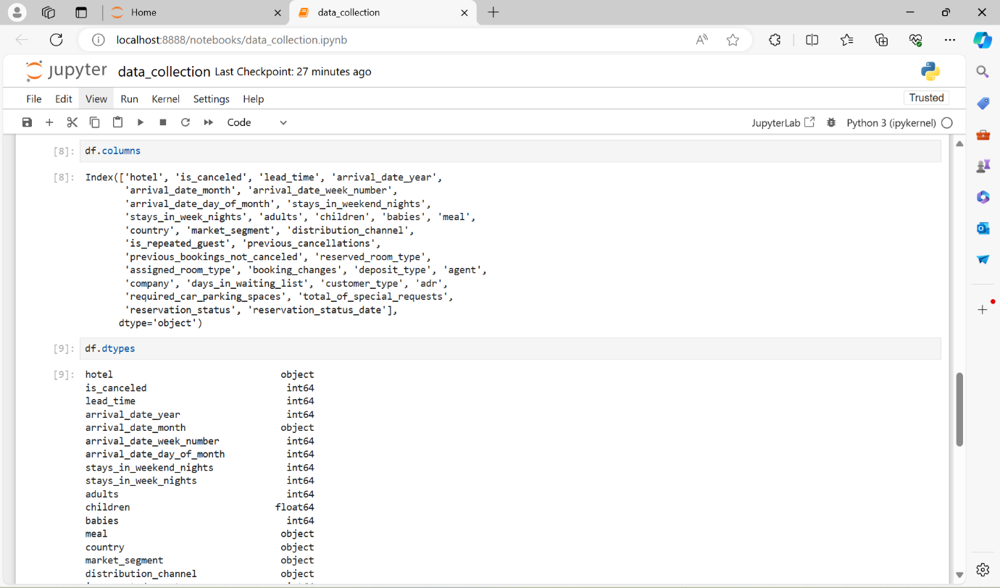 Home
data_collection
localhost:8888/notebooks/data_collection.ipynb
jupyter data_collection Last Checkpoint: 27 minutes ago
File Edit View Run Kernel Settings Help
Trusted
Code
JupyterLab
Python 3 (ipykernel)
[8]: df.columns
[8]: Index(['hotel', 'is_canceled', 'lead_time', 'arrival_date_year',
'arrival_date_month', 'arrival_date_week_number',
'arrival_date_day_of_month', 'stays_in_weekend_nights',
'stays_in_week_nights', 'adults', 'children', 'babies', 'meal',
'country', 'market_segment', 'distribution_channel',
'is_repeated_guest', 'previous_cancellations',
'previous_bookings_not_canceled', 'reserved_room_type',
'assigned_room_type', 'booking_changes', 'deposit_type', 'agent',
'company', 'days_in_waiting_list', 'customer_type', 'adr',
'required_car_parking_spaces', 'total_of_special_requests',
'reservation_status', 'reservation_status_date'],
dtype='object')
[9]: df.dtypes
[9]: hotel object
is_canceled int64
lead_time int64
arrival_date_year int64
arrival_date_month object
arrival_date_week_number int64
arrival_date_day_of_month int64
stays_in_weekend_nights int64
stays_in_week_nights int64
adults int64
children float64
babies int64
meal object
country object
market_segment object
distribution_channel object